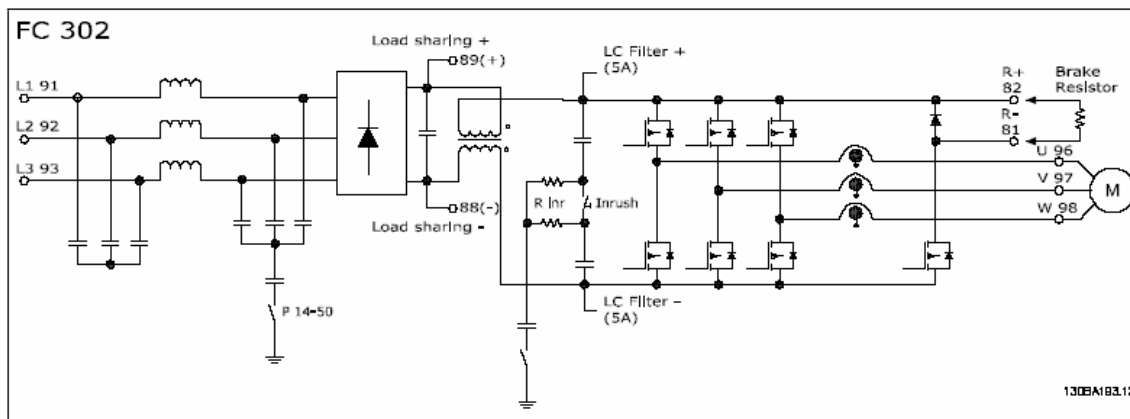 FC 302
Load sharing +
89(+)
LC Filter +
(5A)
L1 91
L2 92
L3 93
R+
82
Brake
Resistor
R-
81
U 96
V 97
W 98
M
R inr
Inrush
88(-)
Load sharing -
LC Filter -
(5A)
P 14-50